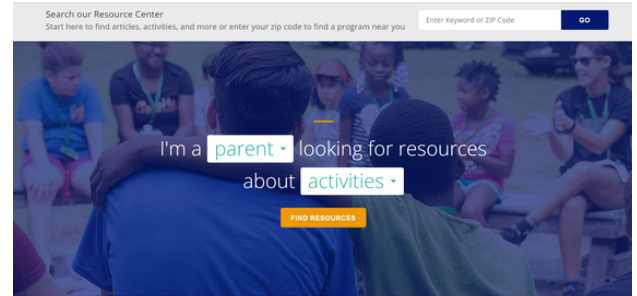 Search our Resource Center
Start here to find articles, activities, and more or enter your zip code to find a program near you
Enter Keyword or ZIP Code
GO
I'm a parent looking for resources
about activities
FIND RESOURCES